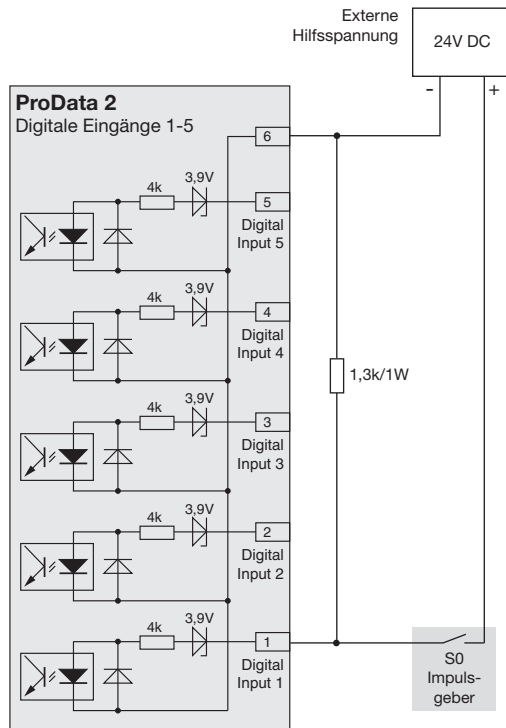 Externe
Hilfsspannung
24V DC
- +
ProData 2
Digitale Eingänge 1-5
6
4k
3,9V
5
Digital
Input 5
4k
3,9V
4
Digital
Input 4
1,3k/1W
4k
3,9V
3
Digital
Input 3
4k
3,9V
2
Digital
Input 2
4k
3,9V
1
Digital
Input 1
S0
Impuls-
geber